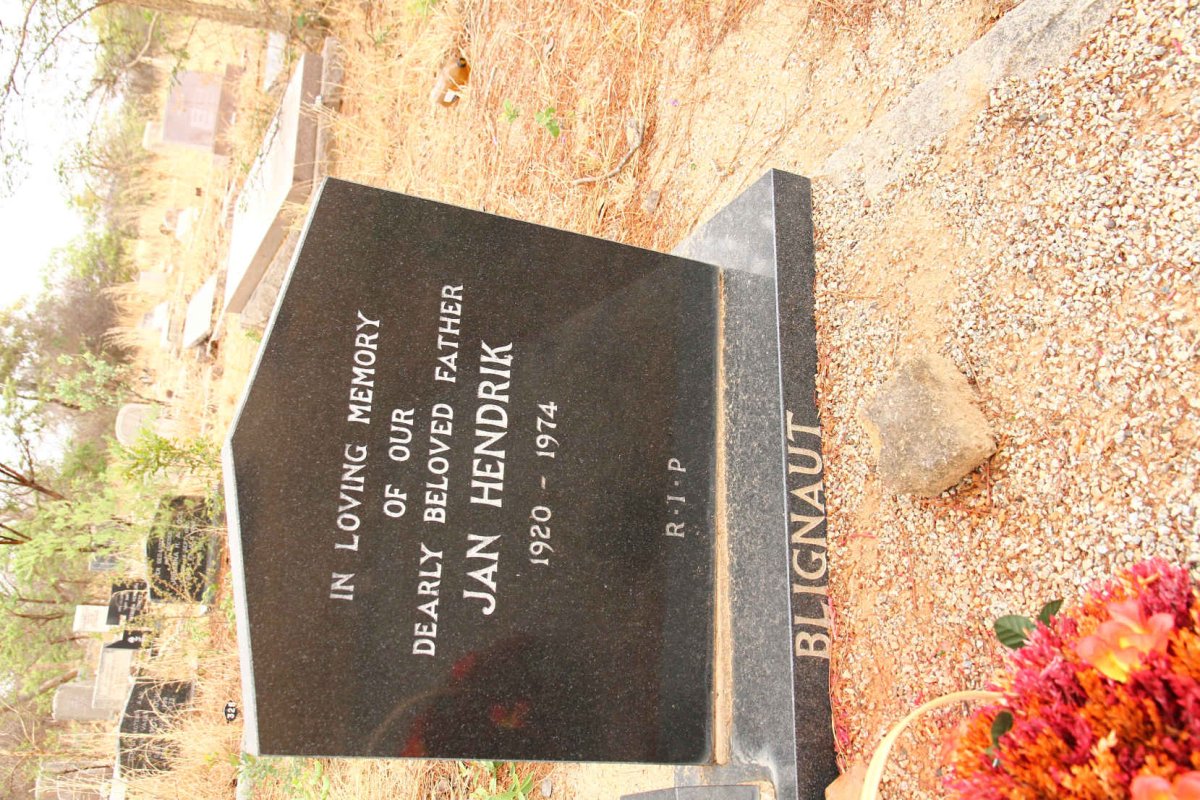 IN LOVING MEMORY
OF OUR
DEARLY BELOVED FATHER
JAN HENDRIK
1920 - 1974
R·I·P
BLIGNAUT